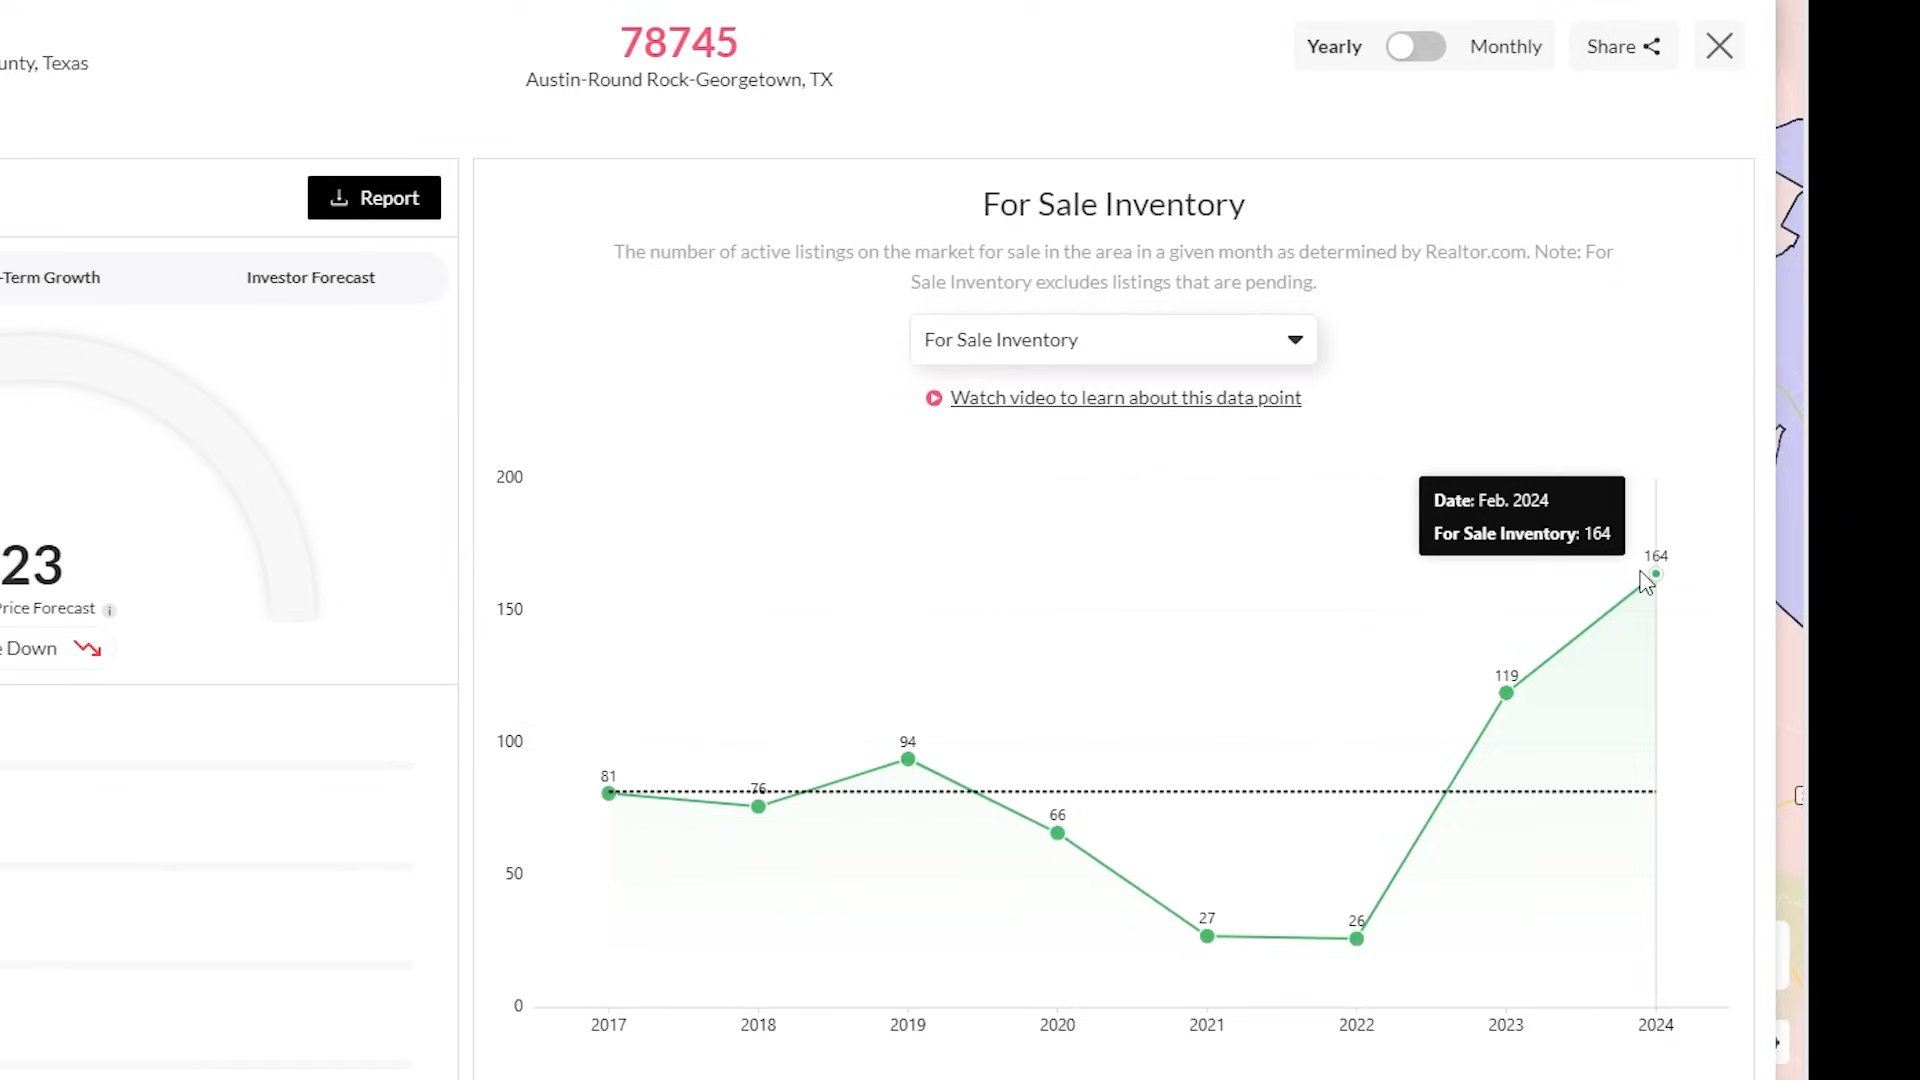 unty, Texas
78745
Austin-Round Rock-Georgetown, TX
Yearly
Monthly
Share
Report
-Term Growth
Investor Forecast
23
Price Forecast
e Down
For Sale Inventory
The number of active listings on the market for sale in the area in a given month as determined by Realtor.com. Note: For
Sale Inventory excludes listings that are pending.
For Sale Inventory
Watch video to learn about this data point
200
150
100
50
0
Date: Feb. 2024
For Sale Inventory: 164
164
119
94
81
76
66
27
26
2017
2018
2019
2020
2021
2022
2023
2024